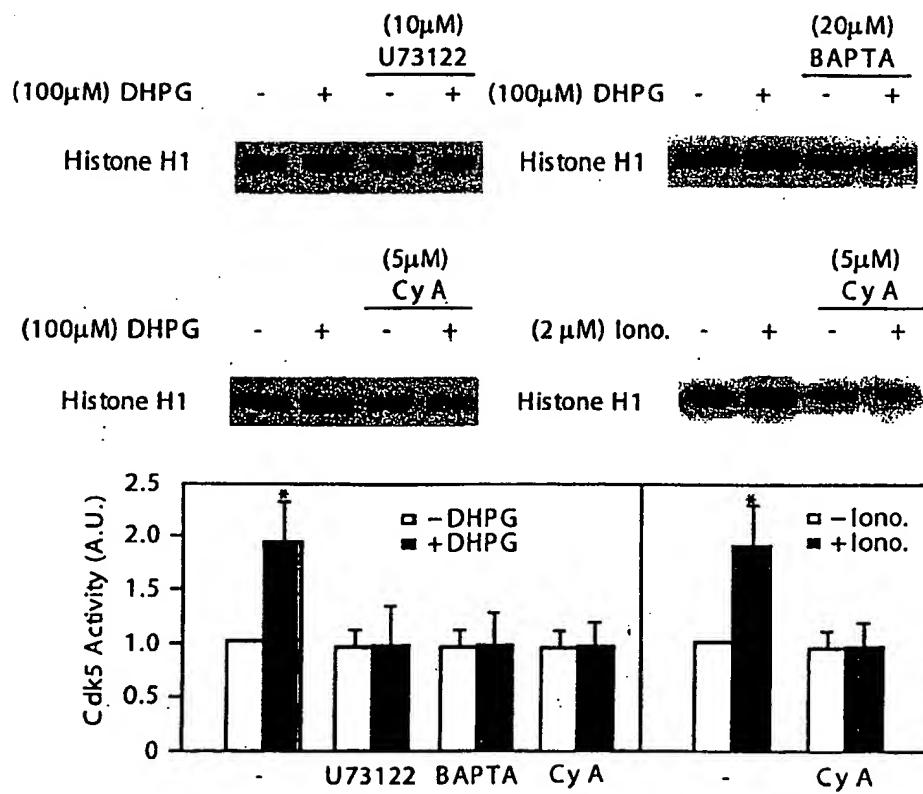 (10μM)
U73122
(100μM) DHPG - + - +
Histone H1
(20μM)
BAPTA
(100μM) DHPG - + - +
Histone H1
(5μM)
Cy A
(100μM) DHPG - + - +
Histone H1
(5μM)
Cy A
(2 μM) Iono. - + - +
Histone H1
Cdk5 Activity (A.U.)
2.5
2.0
1.5
1.0
0.5
0
*
-DHPG
+DHPG
*
-Iono.
+Iono.
- U73122 BAPTA Cy A - Cy A